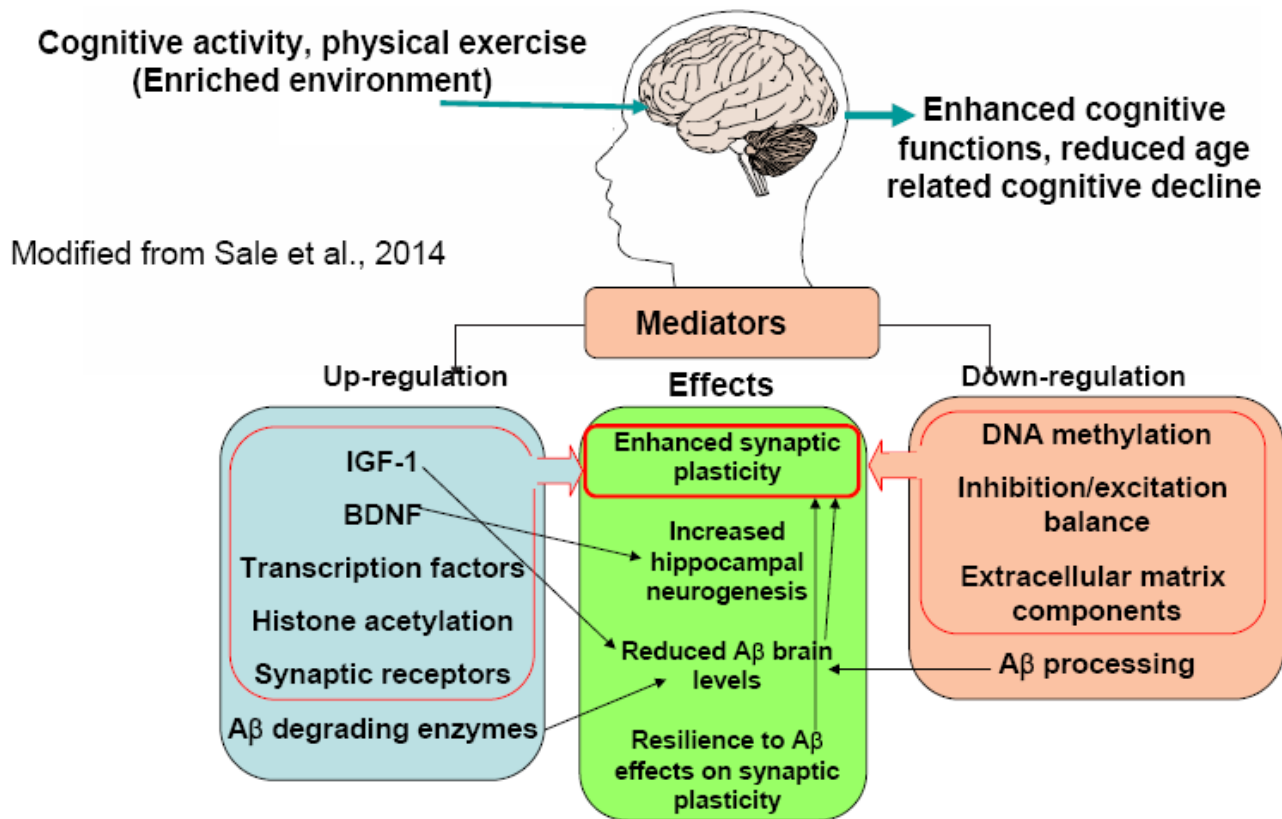 Cognitive activity, physical exercise
(Enriched environment)
Enhanced cognitive
functions, reduced age
related cognitive decline
Modified from Sale et al., 2014
Mediators
Up-regulation
Effects
Down-regulation
IGF-1
BDNF
Transcription factors
Histone acetylation
Synaptic receptors
Aβ degrading enzymes
Enhanced synaptic
plasticity
Increased
hippocampal
neurogenesis
Reduced Aβ brain
levels
Resilience to Aβ
effects on synaptic
plasticity
DNA methylation
Inhibition/excitation
balance
Extracellular matrix
components
Aβ processing